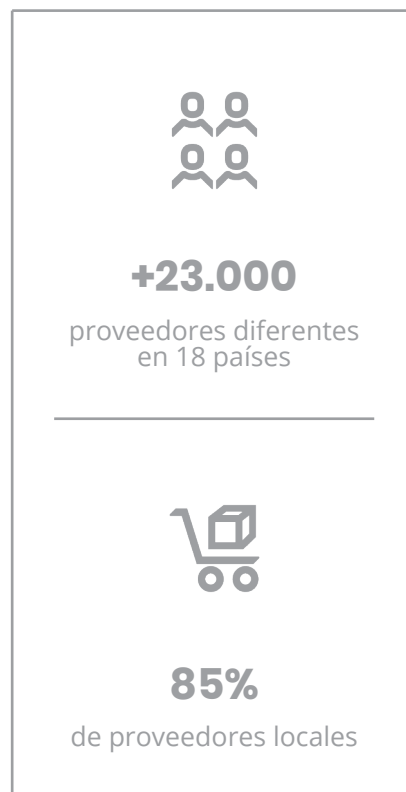 +23.000
proveedores diferentes
en 18 países
85%
de proveedores locales